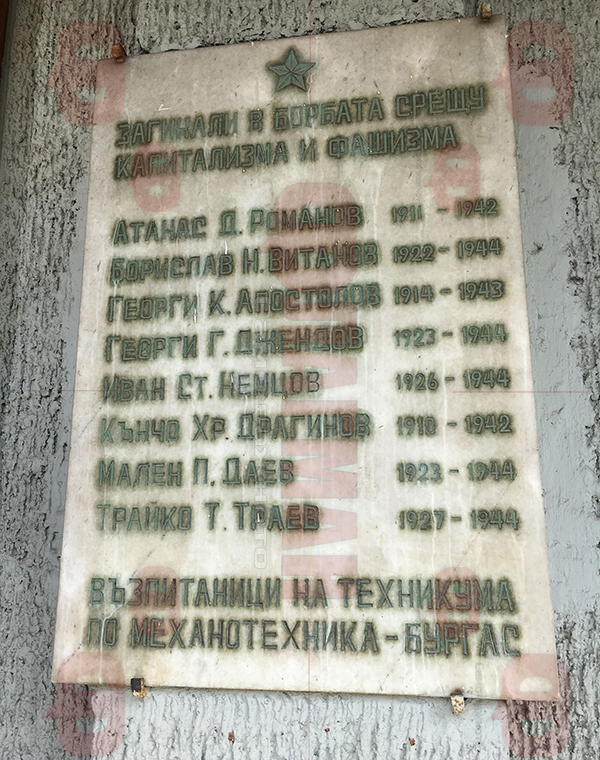 ЗАГИНАЛИ В БОРБАТА СРЕЩУ
КАПИТАЛИЗМА И ФАШИЗМА
АТАНАС Д. РОМАНОВ 1911 - 1942
БОРИСЛАВ Н. ВИТАНОВ 1922 - 1944
ГЕОРГИ К. АПОСТОЛОВ 1914 - 1943
ГЕОРГИ Г. ДЖЕНДОВ 1923 - 1944
ИВАН СТ. НЕМЦОВ 1926 - 1944
КЪНЧО ХР. ДРАГИНОВ 1910 - 1942
МАЛЕН П. ДАЕВ 1923 - 1944
ТРАЙКО Т. ТРАЕВ 1927 - 1944
ВЪЗПИТАНИЦИ НА ТЕХНИКУМА
ПО МЕХАНОТЕХНИКА - БУРГАС